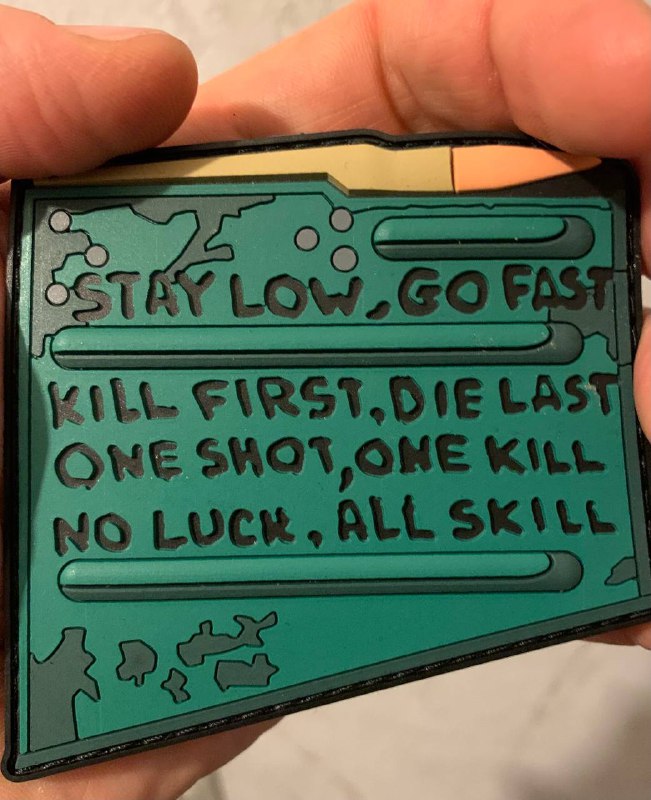 STAY LOW, GO FAST
KILL FIRST, DIE LAST
ONE SHOT, ONE KILL
NO LUCK, ALL SKILL